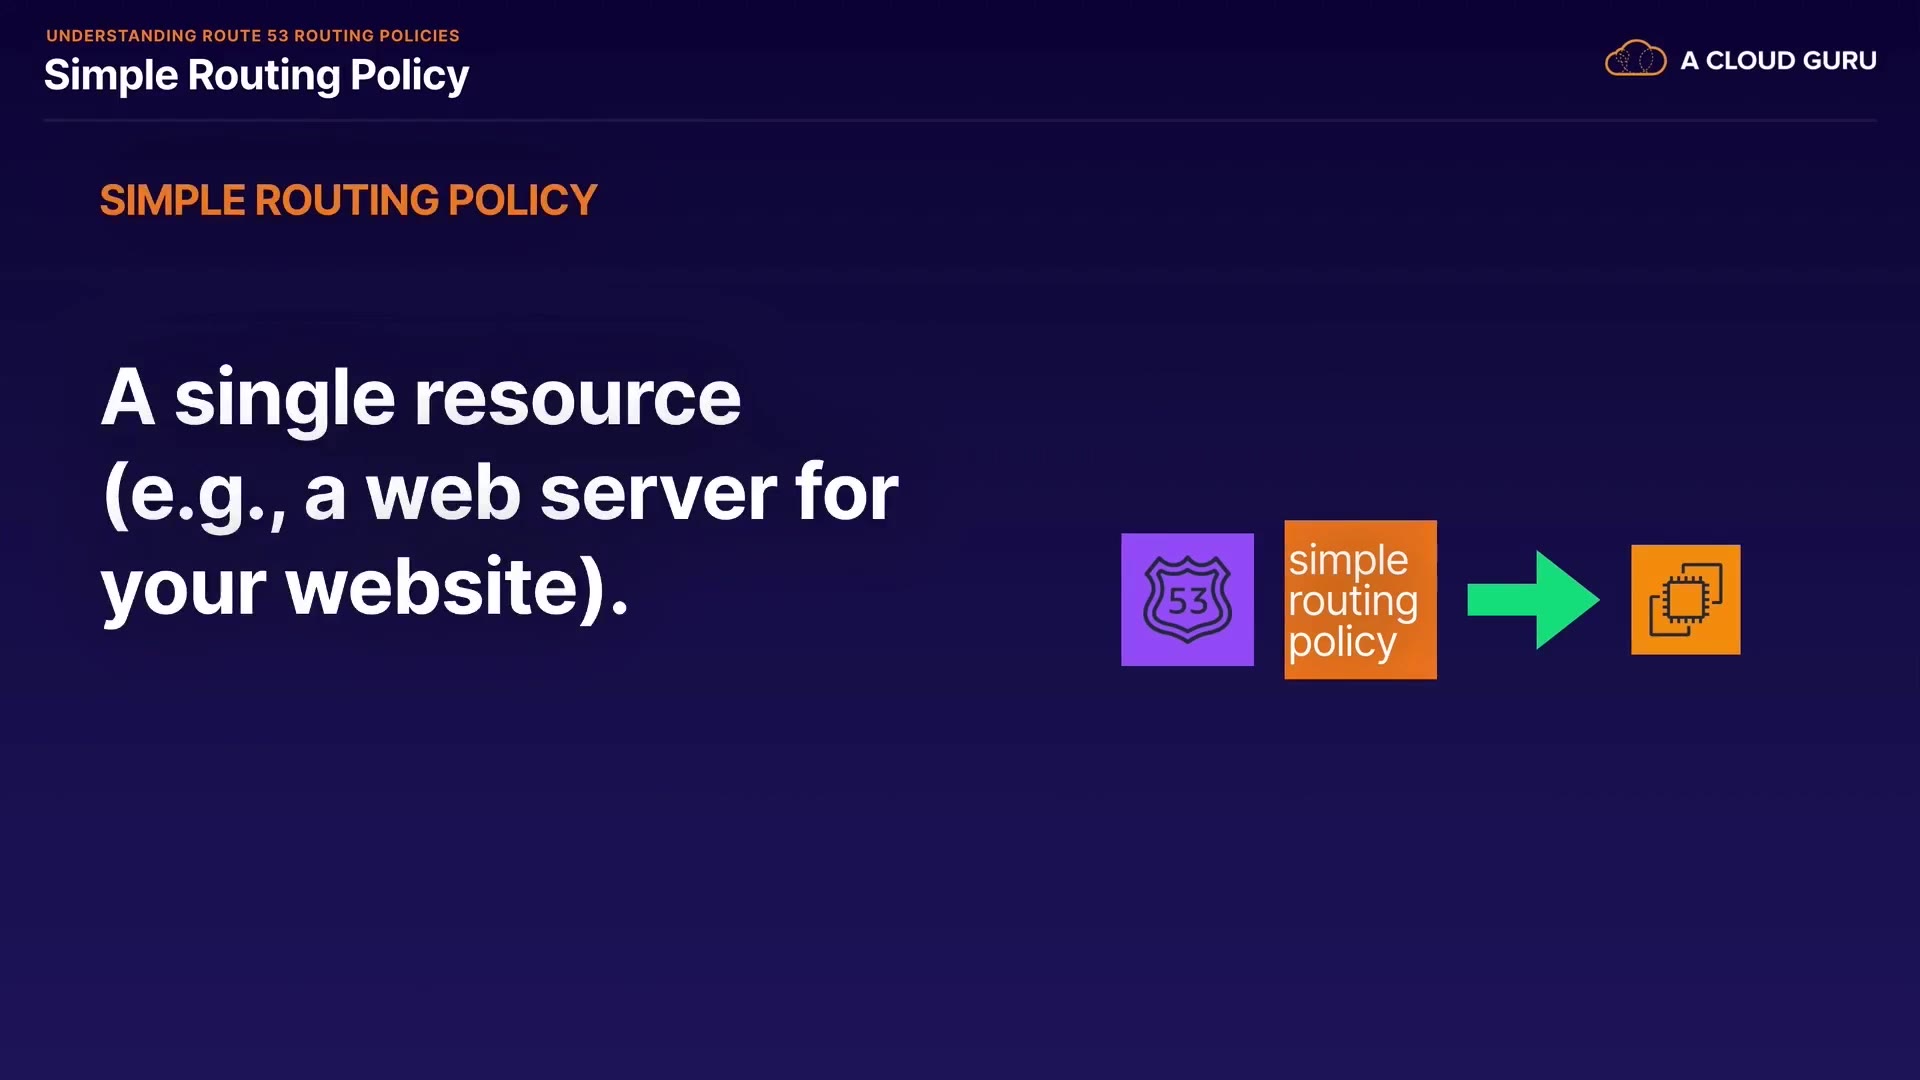 UNDERSTANDING ROUTE 53 ROUTING POLICIES
Simple Routing Policy
A CLOUD GURU
SIMPLE ROUTING POLICY
A single resource
(e.g., a web server for
your website).
53
simple
routing
policy